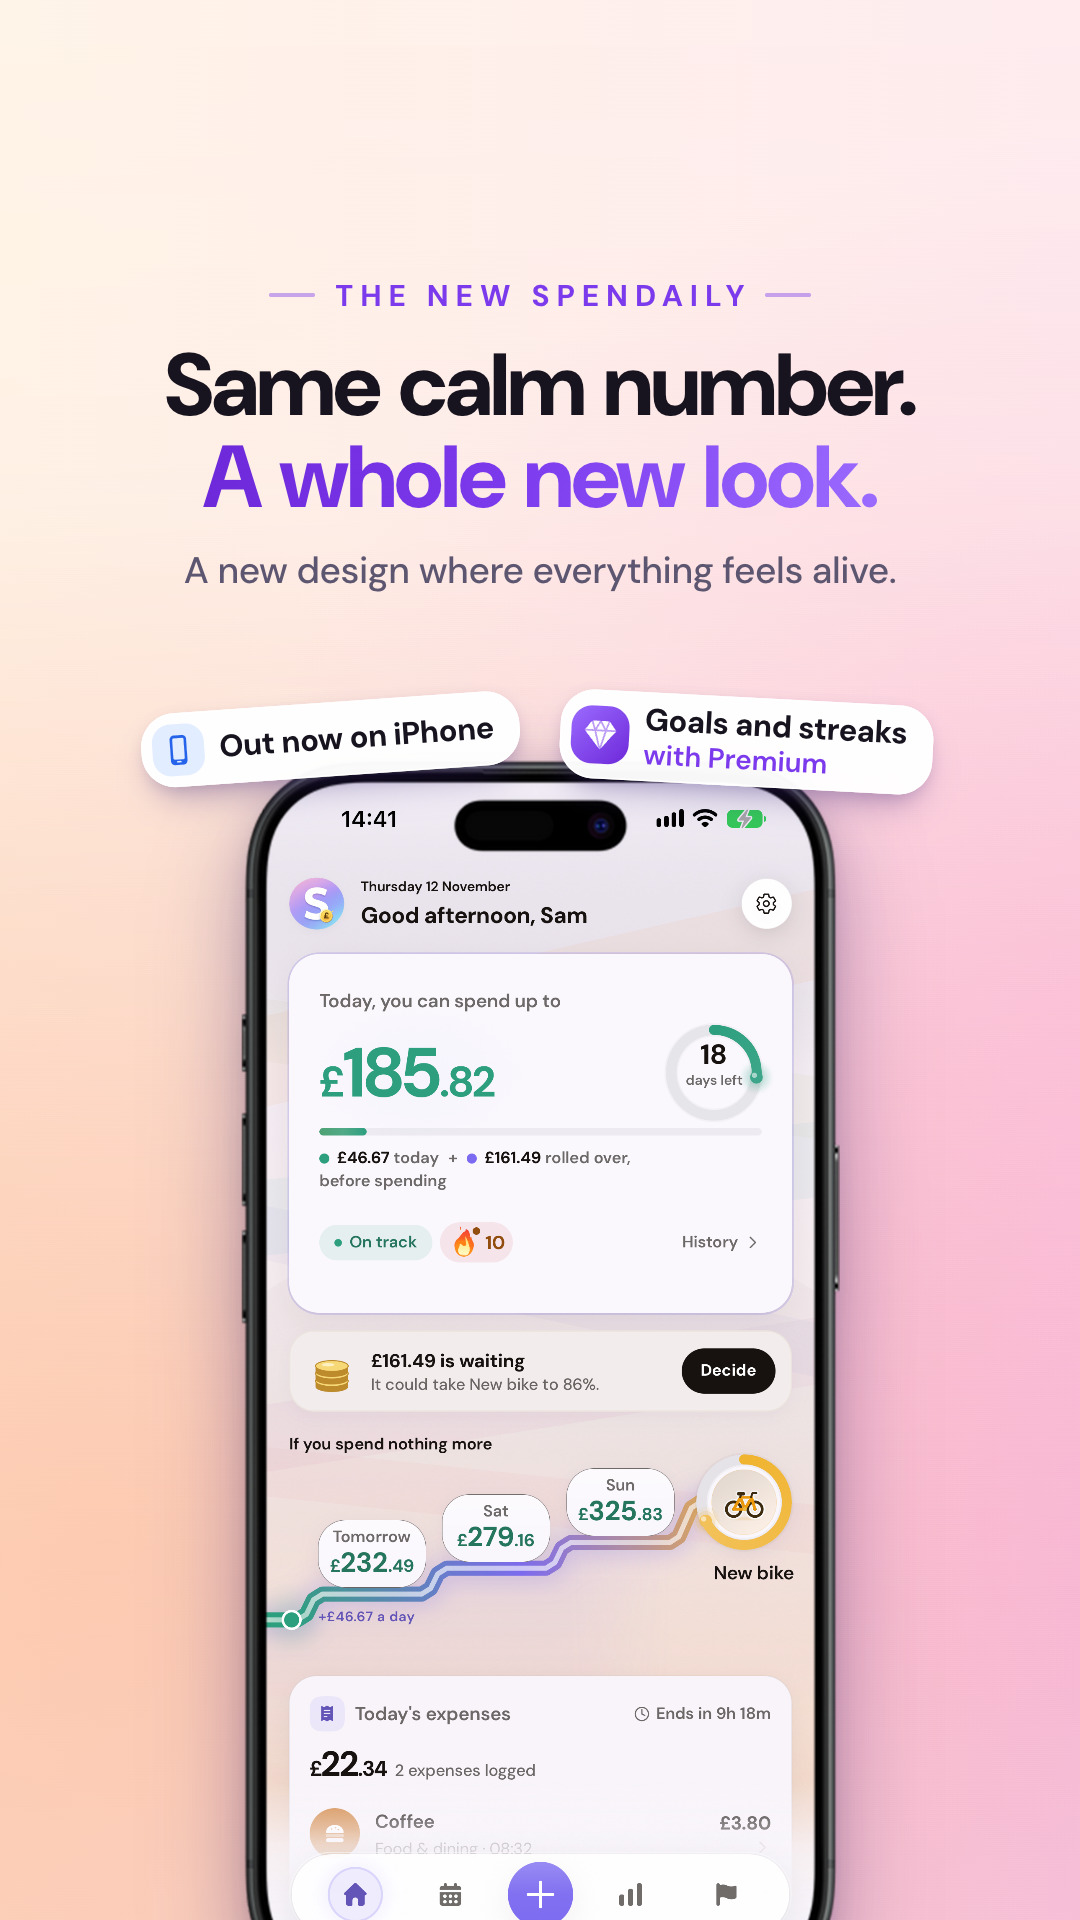 THE NEW SPENDAILY
Same calm number.
A whole new look.
A new design where everything feels alive.
Out now on iPhone
Goals and streaks
with Premium
14:41
Thursday 12 November
Good afternoon, Sam
S
£
Today, you can spend up to
£185.82
18
days left
£46.67 today + £161.49 rolled over,
before spending
On track
10
History
£161.49 is waiting
It could take New bike to 86%.
Decide
If you spend nothing more
Sun
£325.83
Sat
£279.16
Tomorrow
£232.49
New bike
+£46.67 a day
Today's expenses
Ends in 9h 18m
£22.34 2 expenses logged
Coffee
£3.80
Food & dining · 08:32